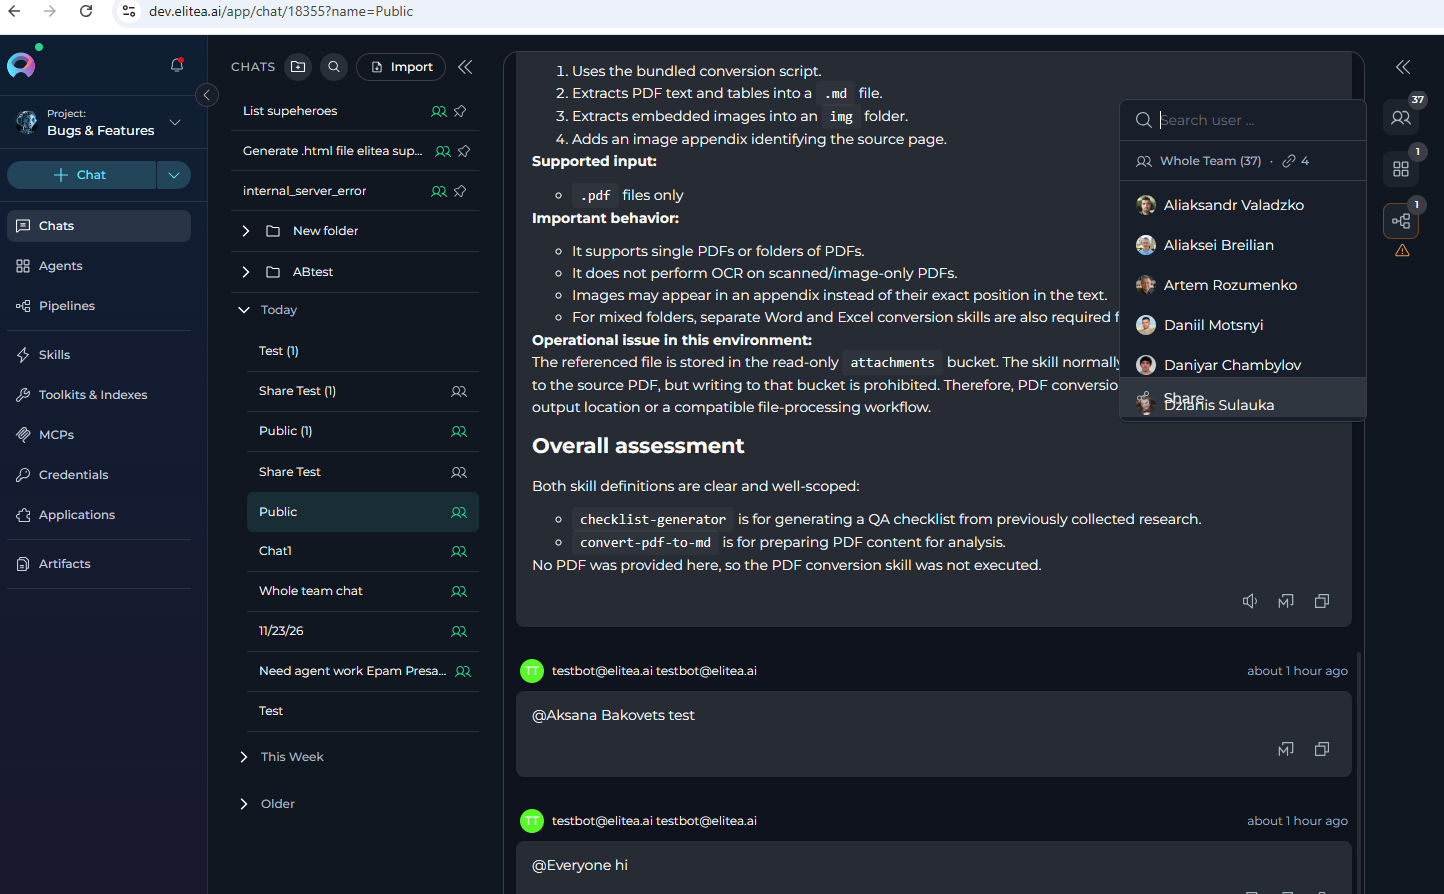 dev.elitea.ai/app/chat/18355?name=Public
Project:
Bugs & Features
Chat
Chats
Agents
Pipelines
Skills
Toolkits & Indexes
MCPs
Credentials
Applications
Artifacts
CHATS
Import
List supeheroes
Generate .html file elitea sup...
internal_server_error
New folder
ABtest
Today
Test (1)
Share Test (1)
Public (1)
Share Test
Public
Chat1
Whole team chat
11/23/26
Need agent work Epam Presa...
Test
This Week
Older
1. Uses the bundled conversion script.
2. Extracts PDF text and tables into a .md file.
3. Extracts embedded images into an img folder.
4. Adds an image appendix identifying the source page.
Supported input:
.pdf files only
Important behavior:
It supports single PDFs or folders of PDFs.
It does not perform OCR on scanned/image-only PDFs.
Images may appear in an appendix instead of their exact position in the text.
For mixed folders, separate Word and Excel conversion skills are also required
Operational issue in this environment:
The referenced file is stored in the read-only attachments bucket. The skill normally
to the source PDF, but writing to that bucket is prohibited. Therefore, PDF conversio
output location or a compatible file-processing workflow.
Overall assessment
Both skill definitions are clear and well-scoped:
checklist-generator is for generating a QA checklist from previously collected research.
convert-pdf-to-md is for preparing PDF content for analysis.
No PDF was provided here, so the PDF conversion skill was not executed.
TT testbot@elitea.ai testbot@elitea.ai about 1 hour ago
@Aksana Bakovets test
TT testbot@elitea.ai testbot@elitea.ai about 1 hour ago
@Everyone hi
Search user ...
Whole Team (37) · 4
Aliaksandr Valadzko
Aliaksei Breilian
Artem Rozumenko
Daniil Motsnyi
Daniyar Chambylov
Share
Dzianis Sulauka
37
1
1